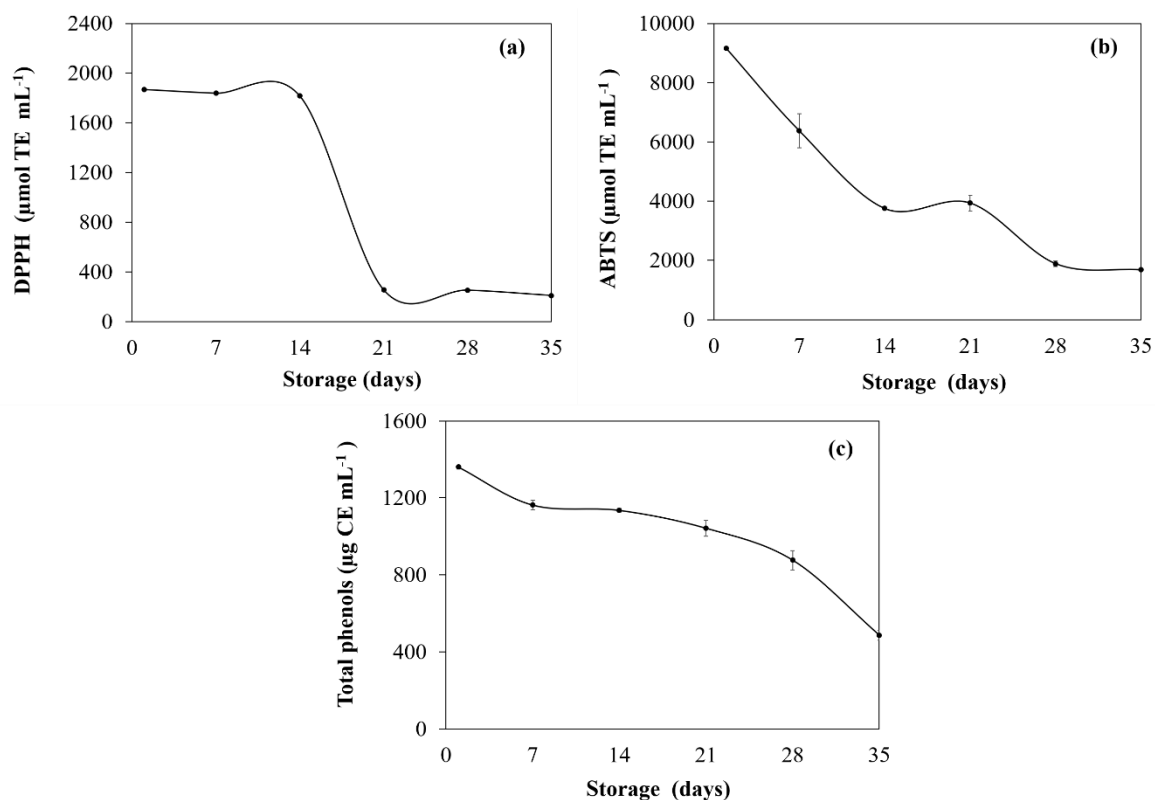 (a)
DPPH (µmol TE mL-1)
2400
2000
1600
1200
800
400
0
0 7 14 21 28 35
Storage (days)
(b)
ABTS (µmol TE mL-1)
10000
8000
6000
4000
2000
0
0 7 14 21 28 35
Storage (days)
(c)
Total phenols (µg CE mL-1 )
1600
1200
800
400
0
0 7 14 21 28 35
Storage (days)